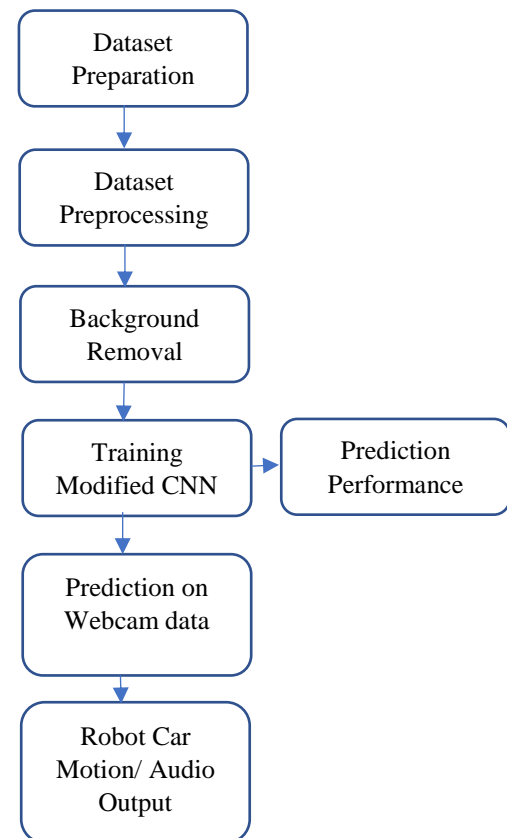 Dataset
Preparation
Dataset
Preprocessing
Background
Removal
Training
Modified CNN
Prediction
Performance
Prediction on
Webcam data
Robot Car
Motion/ Audio
Output